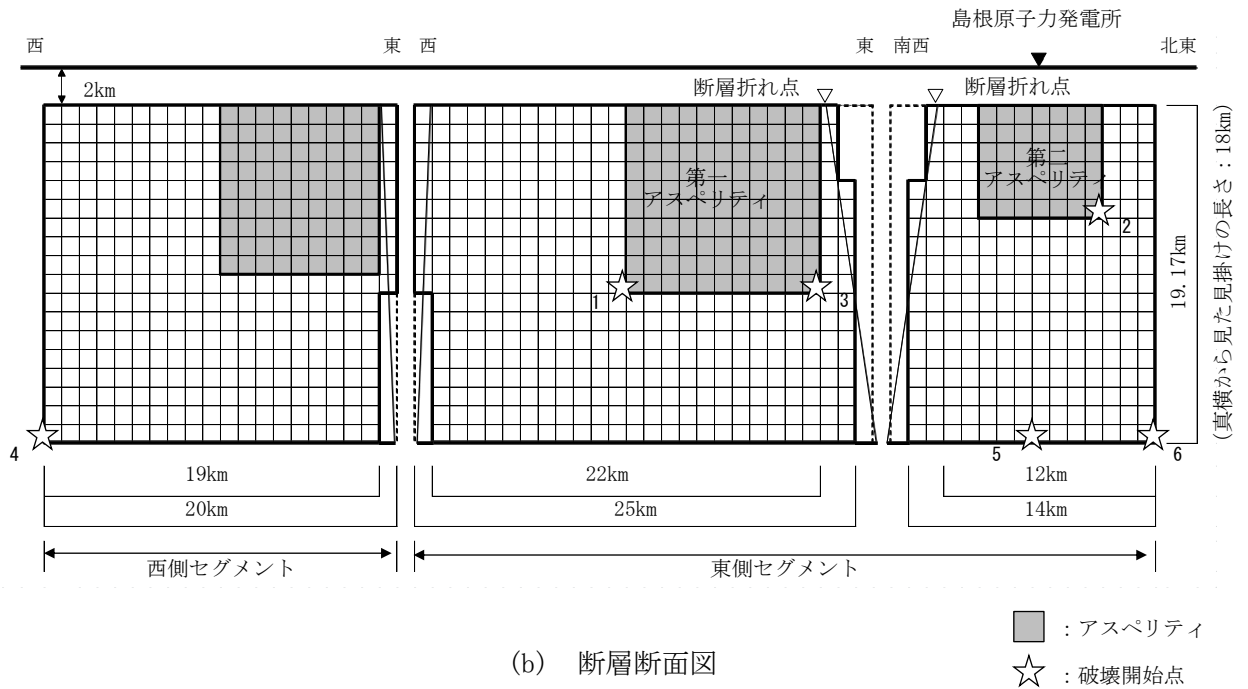 島根原子力発電所
西
東
西
東
南西
北東
2km
断層折れ点
断層折れ点
第一
アスペリティ
第二
アスペリティ
1
3
2
4
5
6
19.17km
(真横から見た見掛けの長さ:18km)
19km
22km
12km
20km
25km
14km
西側セグメント
東側セグメント
:アスペリティ
:破壊開始点
(b) 断層断面図